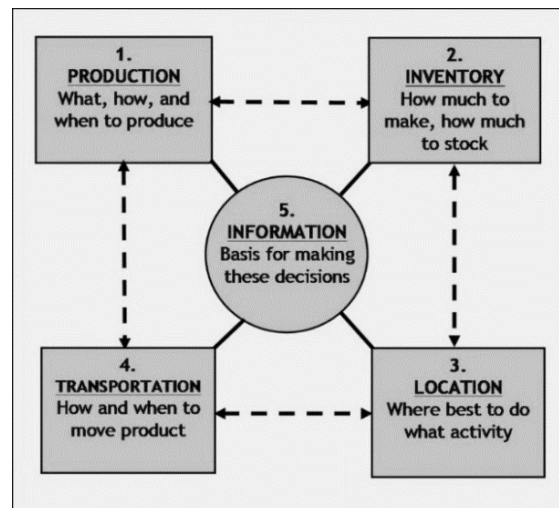 1.
PRODUCTION
What, how, and
when to produce
2.
INVENTORY
How much to
make, how much
to stock
5.
INFORMATION
Basis for making
these decisions
4.
TRANSPORTATION
How and when to
move product
3.
LOCATION
Where best to do
what activity